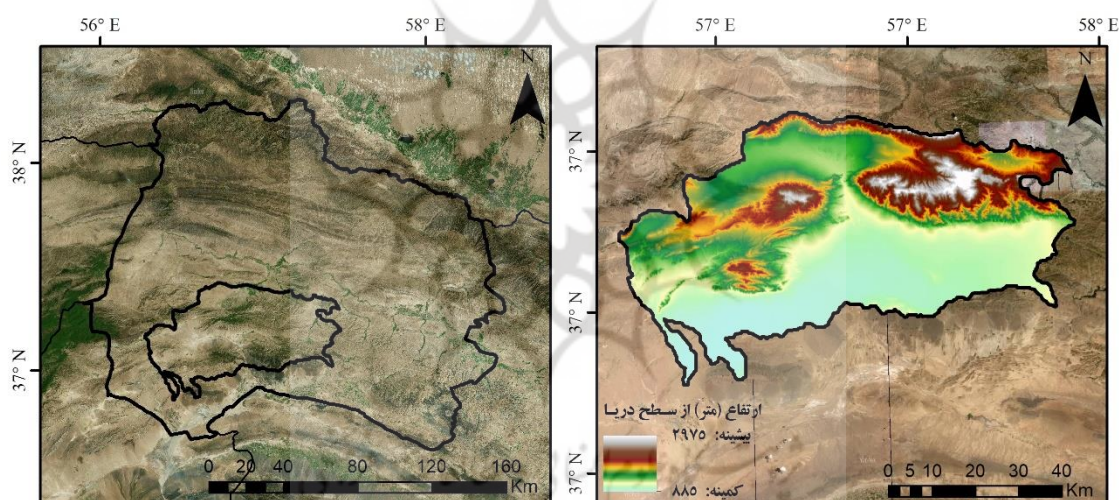 56° E 58° E
N
38° N
37° N
0 20 40 80 120 160
Km
57° E 57° E 58° E
N
37° N
37° N
37° N
ارتفاع (متر) از سطح دریا
بیشینه: ۲۹۷۵
کمینه: ۸۸۵
0 5 10 20 30 40
Km